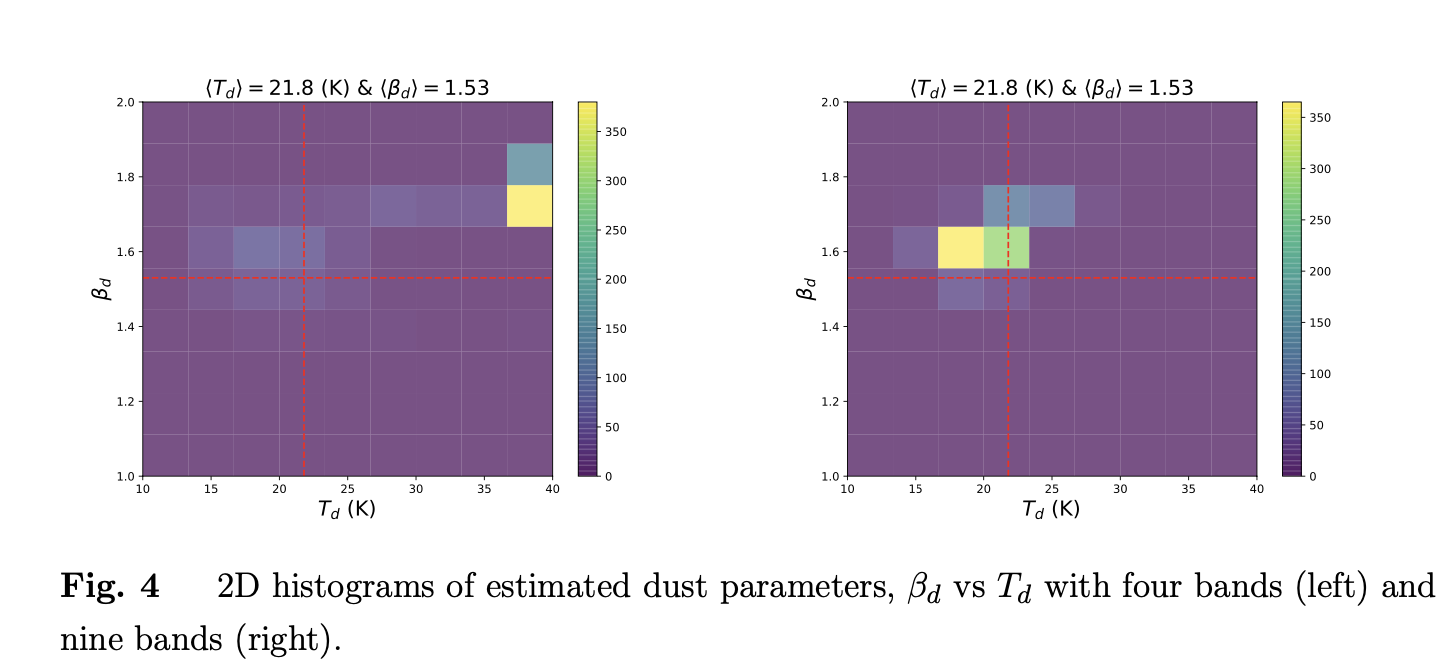 ⟨T_d⟩ = 21.8 (K) & ⟨β_d⟩ = 1.53
2.0
1.8
1.6
1.4
1.2
1.0
β_d
10 15 20 25 30 35 40
T_d (K)
350
300
250
200
150
100
50
0
⟨T_d⟩ = 21.8 (K) & ⟨β_d⟩ = 1.53
2.0
1.8
1.6
1.4
1.2
1.0
β_d
10 15 20 25 30 35 40
T_d (K)
350
300
250
200
150
100
50
0
Fig. 4 2D histograms of estimated dust parameters, β_d vs T_d with four bands (left) and
nine bands (right).